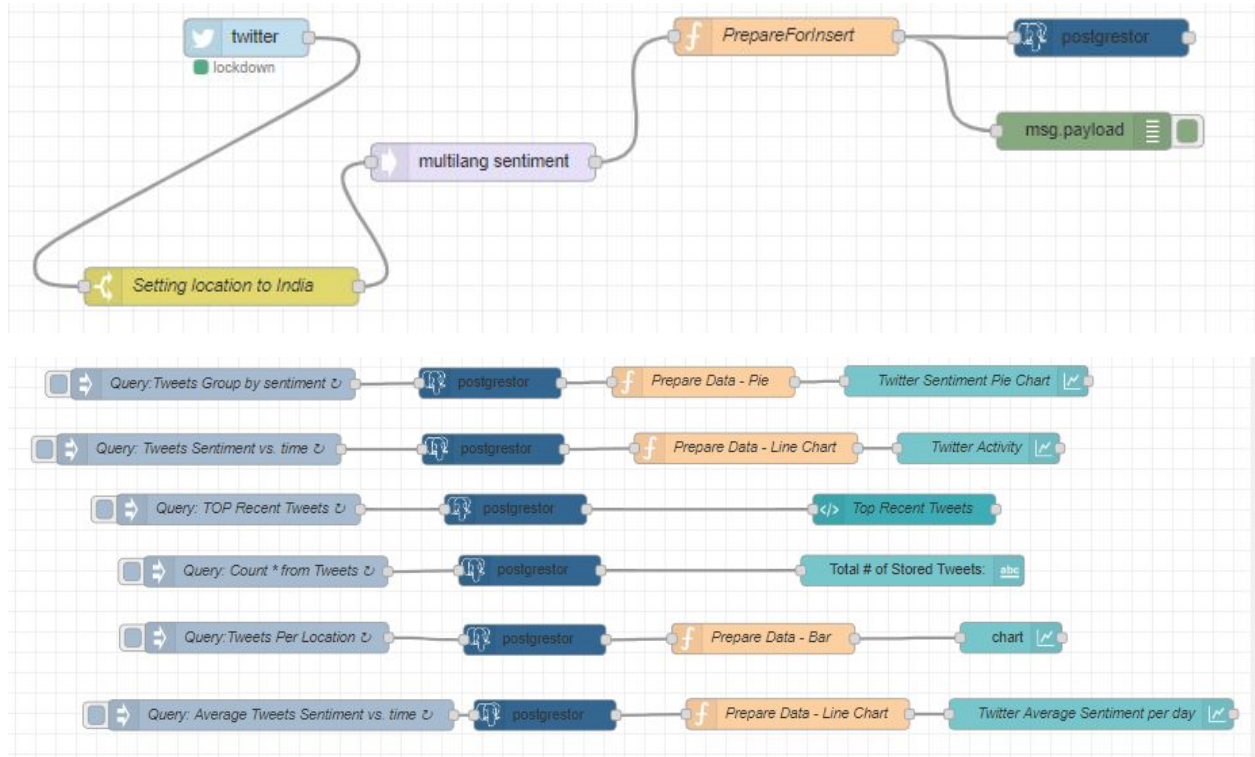 twitter
lockdown
PrepareForInsert
postgrestor
msg.payload
multilang sentiment
Setting location to India
Query:Tweets Group by sentiment ↻ postgrestor Prepare Data - Pie Twitter Sentiment Pie Chart
Query: Tweets Sentiment vs. time ↻ postgrestor Prepare Data - Line Chart Twitter Activity
Query: TOP Recent Tweets ↻ postgrestor </> Top Recent Tweets
Query: Count * from Tweets ↻ postgrestor Total # of Stored Tweets: abc
Query:Tweets Per Location ↻ postgrestor Prepare Data - Bar chart
Query: Average Tweets Sentiment vs. time ↻ postgrestor Prepare Data - Line Chart Twitter Average Sentiment per day